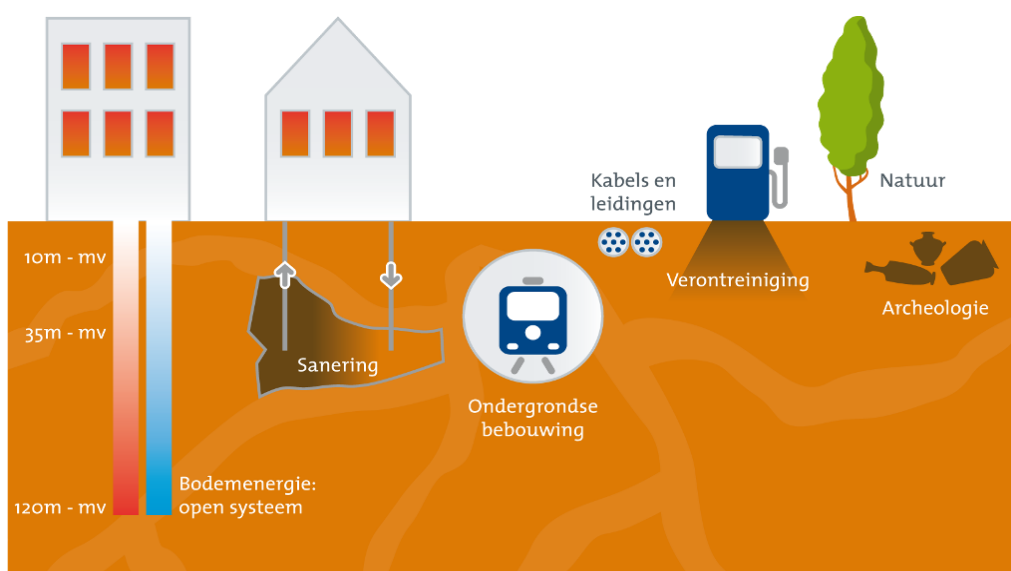 Kabels en
leidingen
Natuur
10m - mv
Verontreiniging
Archeologie
35m - mv
Sanering
Ondergrondse
bebouwing
Bodemenergie:
open systeem
120m - mv